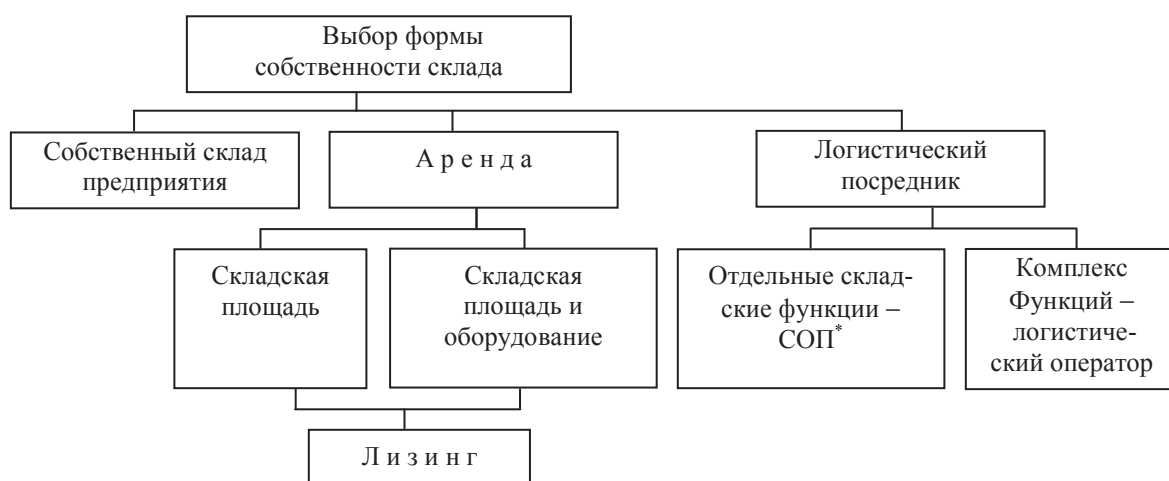 Выбор формы
собственности склада
Собственный склад
предприятия
А р е н д а
Логистический
посредник
Складская
площадь
Складская
площадь и
оборудование
Отдельные склад-
ские функции –
СОП*
Комплекс
Функций –
логистиче-
ский оператор
Л и з и н г